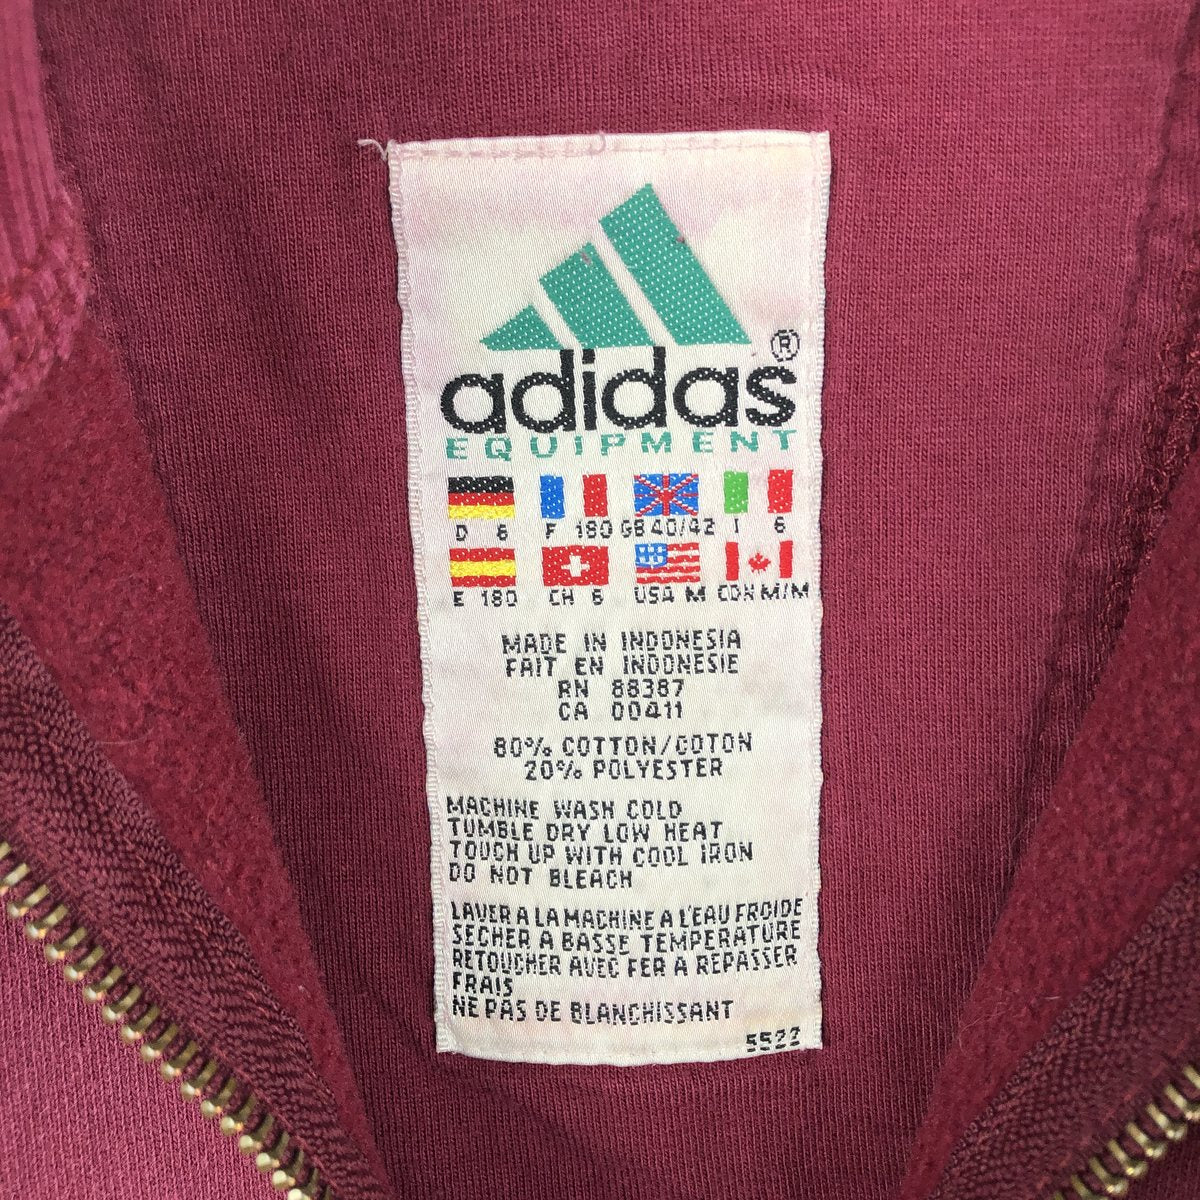 adidas®
EQUIPMENT
D 6 F 180 GB 40/42 I 6
E 180 CH 6 USA M CDN M/M
MADE IN INDONESIA
FAIT EN INDONESIE
RN 88387
CA 00411
80% COTTON/COTON
20% POLYESTER
MACHINE WASH COLD
TUMBLE DRY LOW HEAT
TOUCH UP WITH COOL IRON
DO NOT BLEACH
LAVER A LA MACHINE A L'EAU FROIDE
SECHER A BASSE TEMPERATURE
RETOUCHER AVEC FER A REPASSER
FRAIS
NE PAS DE BLANCHISSANT
5522